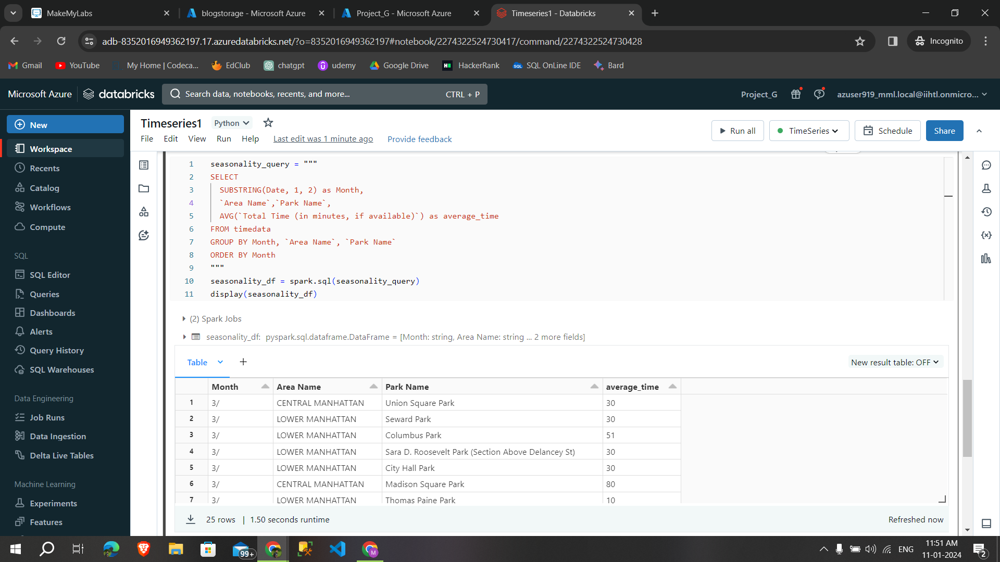 MakeMyLabs
blogstorage - Microsoft Azure
Project_G - Microsoft Azure
Timeseries1 - Databricks
adb-8352016949362197.17.azuredatabricks.net/?o=8352016949362197#notebook/2274322524730417/command/2274322524730428
Incognito
Gmail
YouTube
My Home | Codeca...
EdClub
chatgpt
udemy
Google Drive
HackerRank
SQL OnLine IDE
Bard
Microsoft Azure
databricks
Search data, notebooks, recents, and more...
CTRL + P
Project_G
azuser919_mml.local@iihtl.onmicro...
New
Workspace
Recents
Catalog
Workflows
Compute
SQL
SQL Editor
Queries
Dashboards
Alerts
Query History
SQL Warehouses
Data Engineering
Job Runs
Data Ingestion
Delta Live Tables
Machine Learning
Experiments
Features
Timeseries1
Python
File Edit View Run Help
Last edit was 1 minute ago
Provide feedback
Run all
TimeSeries
Schedule
Share
1 seasonality_query = """
2 SELECT
3 SUBSTRING(Date, 1, 2) as Month,
4 `Area Name`,`Park Name`,
5 AVG(`Total Time (in minutes, if available)`) as average_time
6 FROM timedata
7 GROUP BY Month, `Area Name`, `Park Name`
8 ORDER BY Month
9 """
10 seasonality_df = spark.sql(seasonality_query)
11 display(seasonality_df)
(2) Spark Jobs
seasonality_df: pyspark.sql.dataframe.DataFrame = [Month: string, Area Name: string ... 2 more fields]
Table
+
New result table: OFF
Month Area Name Park Name average_time
1 3/ CENTRAL MANHATTAN Union Square Park 30
2 3/ LOWER MANHATTAN Seward Park 30
3 3/ LOWER MANHATTAN Columbus Park 51
4 3/ LOWER MANHATTAN Sara D. Roosevelt Park (Section Above Delancey St) 30
5 3/ LOWER MANHATTAN City Hall Park 30
6 3/ CENTRAL MANHATTAN Madison Square Park 80
7 3/ LOWER MANHATTAN Thomas Paine Park 10
25 rows | 1.50 seconds runtime
Refreshed now
99+
ENG
11:51 AM
11-01-2024
2